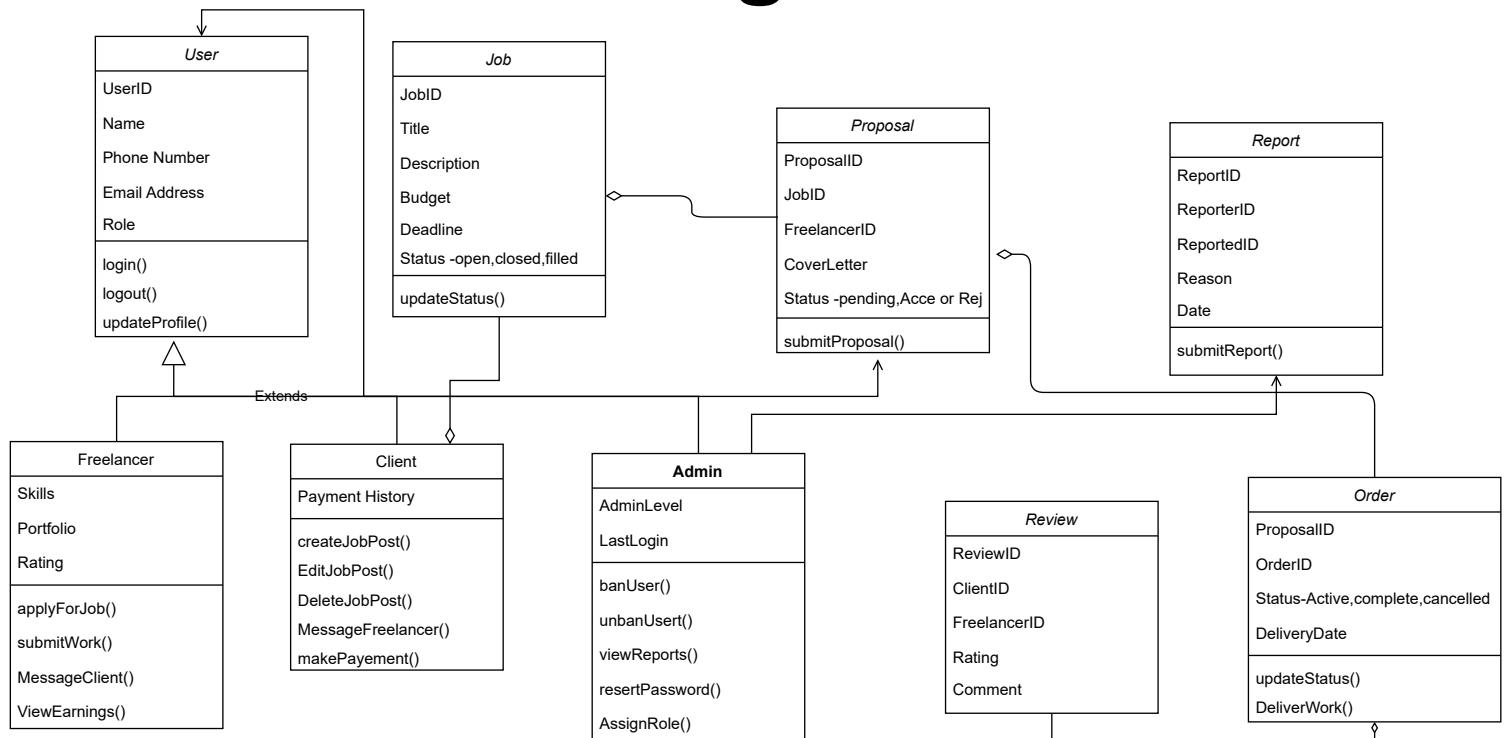 User
UserID
Name
Phone Number
Email Address
Role
login()
logout()
updateProfile()
Job
JobID
Title
Description
Budget
Deadline
Status -open,closed,filled
updateStatus()
Proposal
ProposalID
JobID
FreelancerID
CoverLetter
Status -pending,Acce or Rej
submitProposal()
Report
ReportID
ReporterID
ReportedID
Reason
Date
submitReport()
Extends
Freelancer
Skills
Portfolio
Rating
applyForJob()
submitWork()
MessageClient()
ViewEarnings()
Client
Payment History
createJobPost()
EditJobPost()
DeleteJobPost()
MessageFreelancer()
makePayement()
Admin
AdminLevel
LastLogin
banUser()
unbanUsert()
viewReports()
resertPassword()
AssignRole()
Review
ReviewID
ClientID
FreelancerID
Rating
Comment
Order
ProposalID
OrderID
Status-Active,complete,cancelled
DeliveryDate
updateStatus()
DeliverWork()